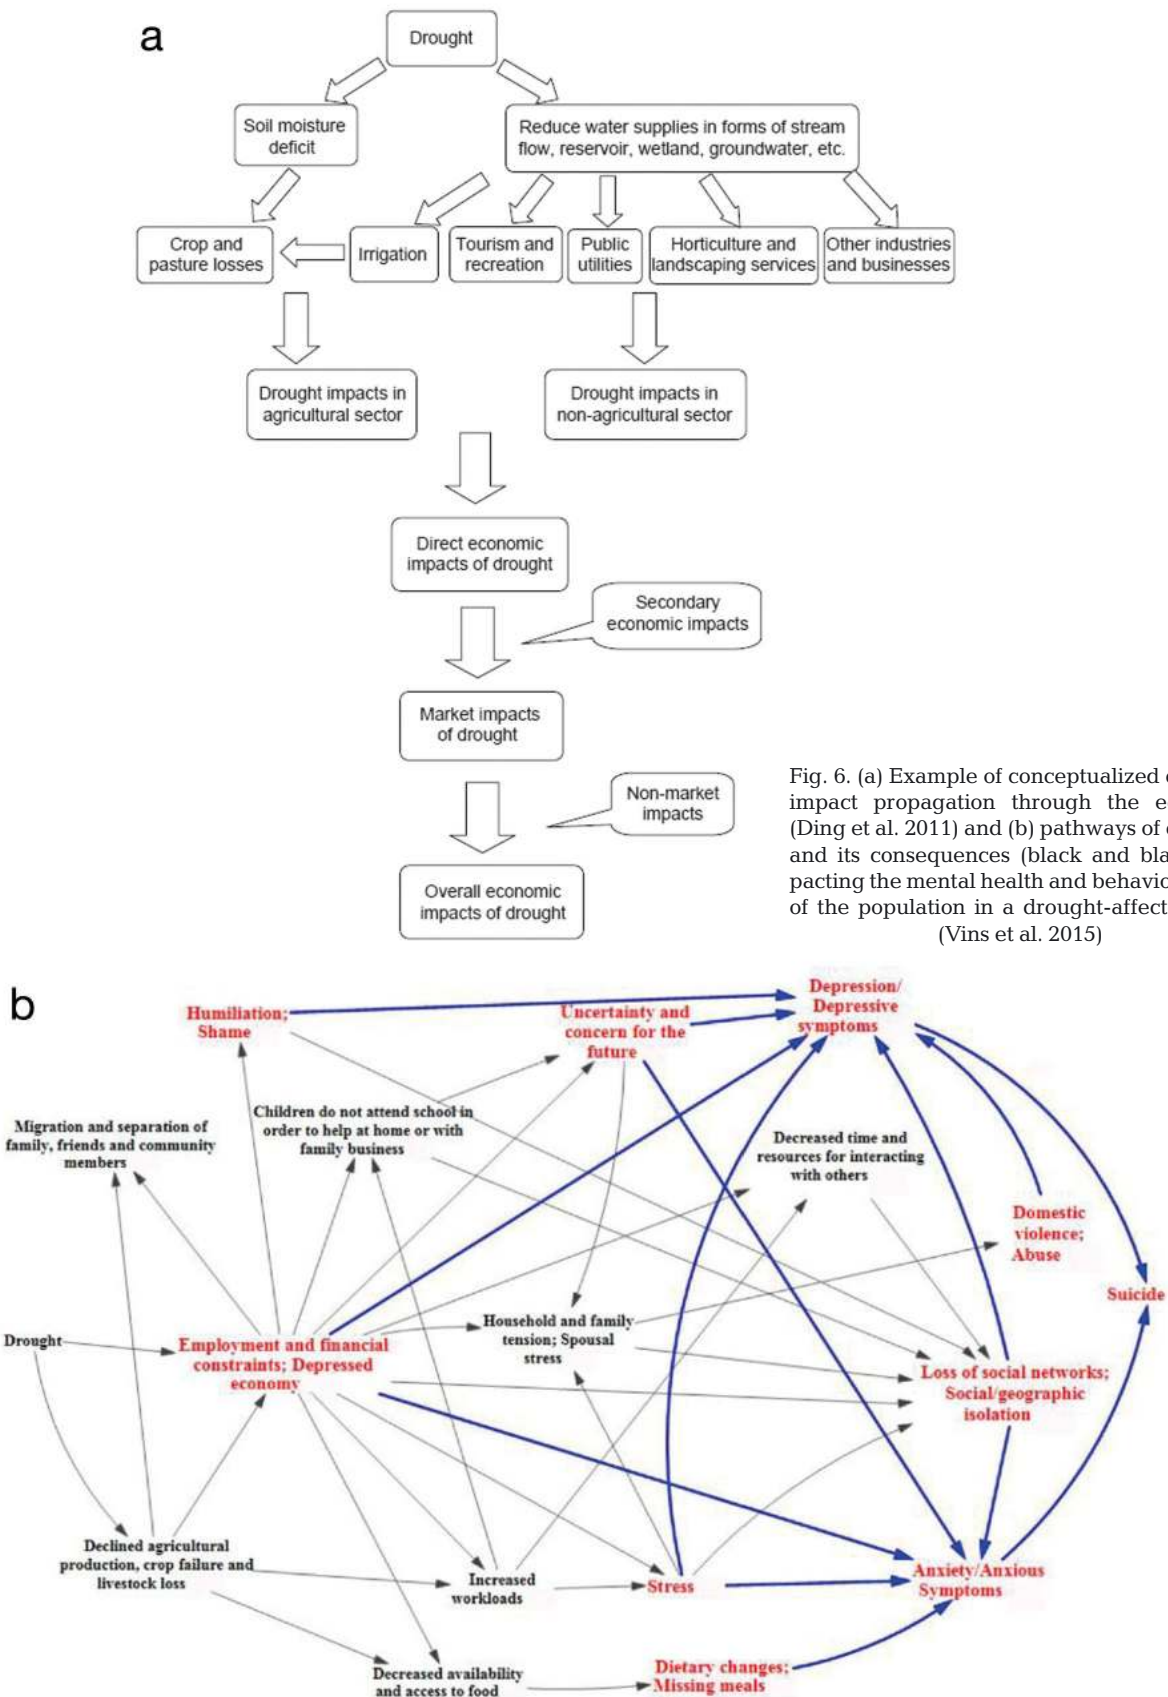 a
Drought
Soil moisture
deficit
Reduce water supplies in forms of stream
flow, reservoir, wetland, groundwater, etc.
Crop and
pasture losses
Irrigation
Tourism and
recreation
Public
utilities
Horticulture and
landscaping services
Other industries
and businesses
Drought impacts in
agricultural sector
Drought impacts in
non-agricultural sector
Direct economic
impacts of drought
Secondary
economic impacts
Market impacts
of drought
Non-market
impacts
Overall economic
impacts of drought
Fig. 6. (a) Example of conceptualized
impact propagation through the
(Ding et al. 2011) and (b) pathways of
and its consequences (black and
pacting the mental health and
of the population in a
(Vins et al. 2015)
b
Humiliation;
Shame
Uncertainty and
concern for the
future
Depression/
Depressive
symptoms
Migration and separation of
family, friends and community
members
Children do not attend school in
order to help at home or with
family business
Decreased time and
resources for interacting
with others
Domestic
violence;
Abuse
Suicide
Drought
Employment and financial
constraints; Depressed
economy
Household and family
tension; Spousal
stress
Loss of social networks;
Social/geographic
isolation
Declined agricultural
production, crop failure and
livestock loss
Increased
workloads
Stress
Anxiety/Anxious
Symptoms
Decreased availability
and access to food
Dietary changes;
Missing meals